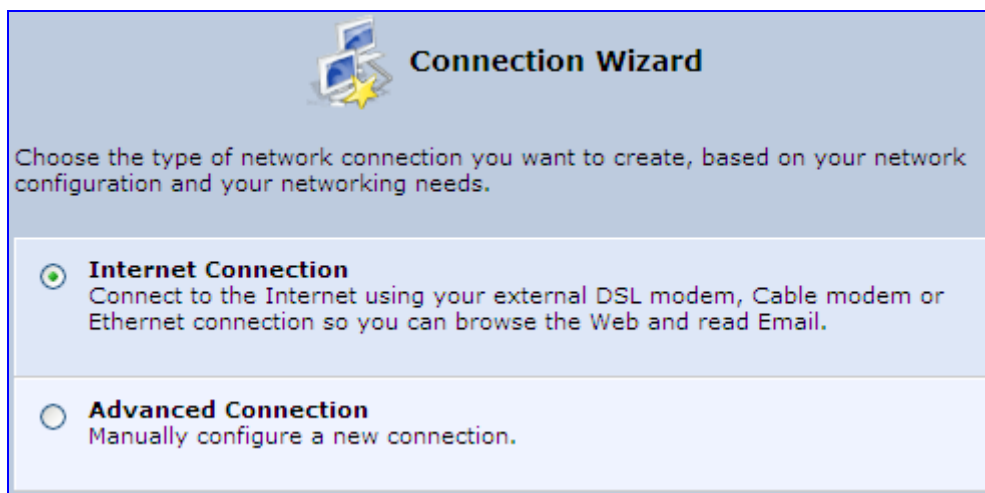 Connection Wizard
Choose the type of network connection you want to create, based on your network
configuration and your networking needs.
Internet Connection
Connect to the Internet using your external DSL modem, Cable modem or
Ethernet connection so you can browse the Web and read Email.
Advanced Connection
Manually configure a new connection.